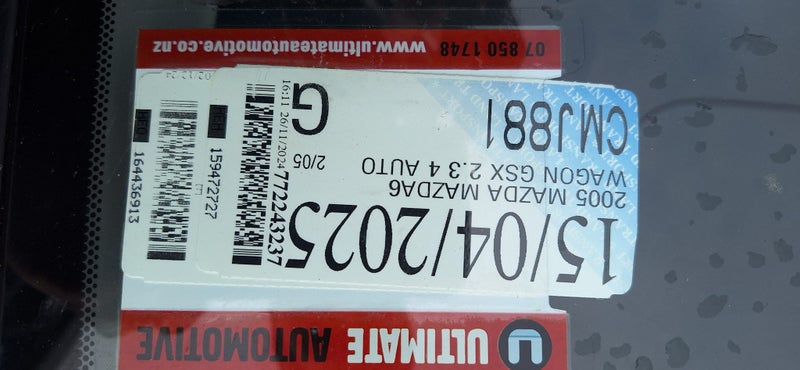 ULTIMATE AUTOMOTIVE
15/04/2025
2005 MAZDA MAZDA6
WAGON GSX 2.3 4 AUTO
CMJ881
G
2/05
772243237
16:11 26/11/2024
159472727
164436913
www.ultimateautomotive.co.nz
07 850 1748